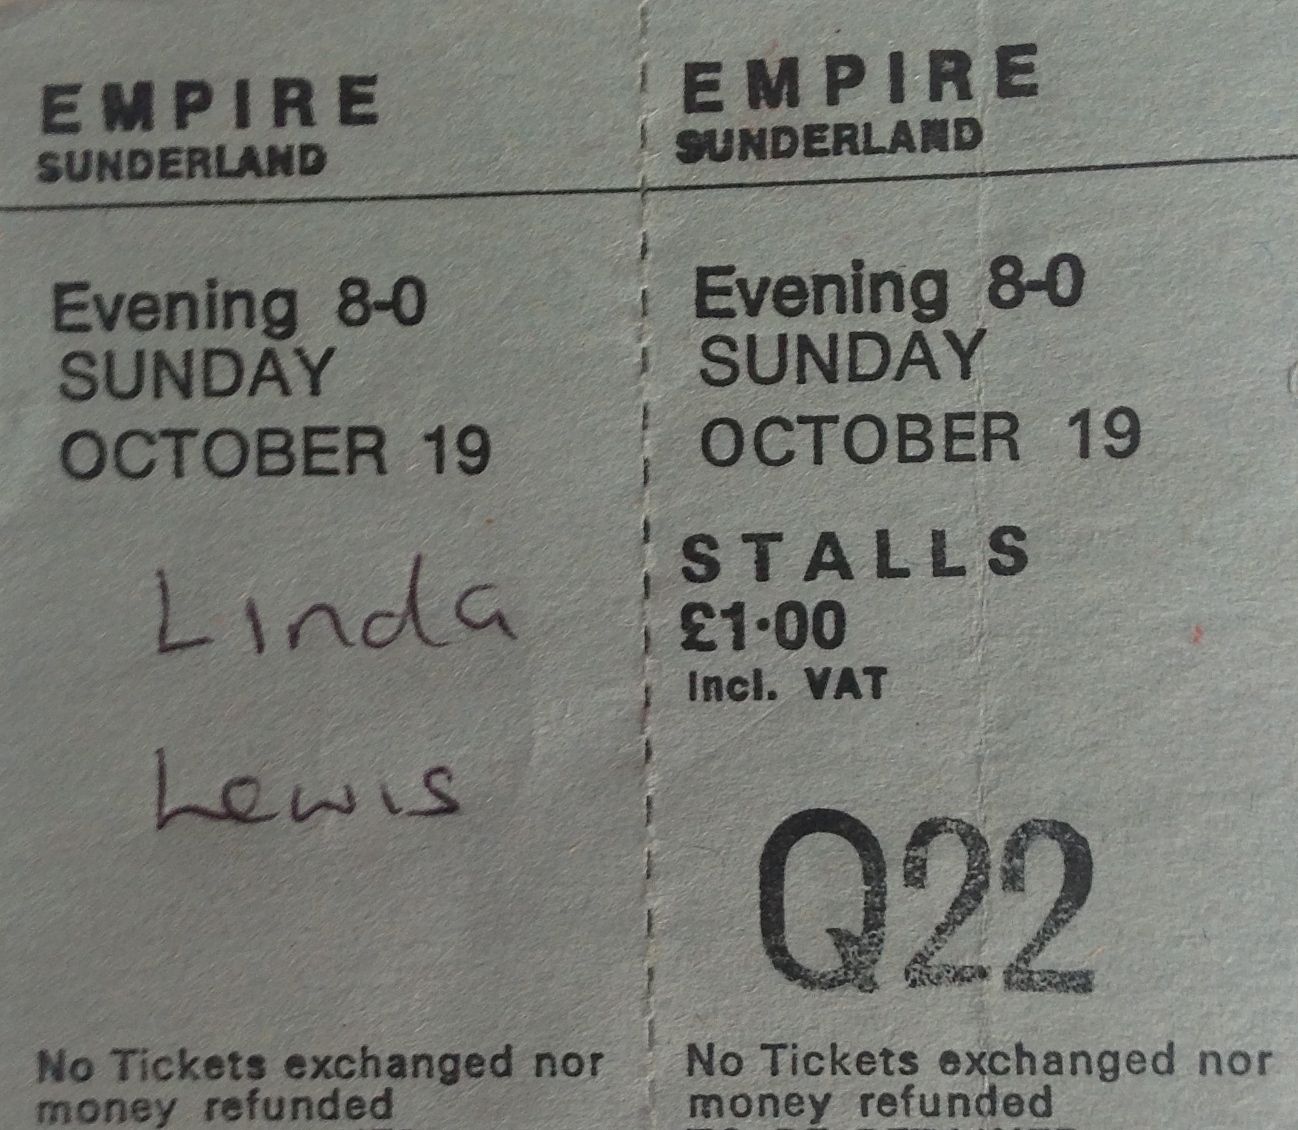 EMPIRE
SUNDERLAND
Evening 8-0
SUNDAY
OCTOBER 19
Linda
Lewis
No Tickets exchanged nor
money refunded
EMPIRE
SUNDERLAND
Evening 8-0
SUNDAY
OCTOBER 19
STALLS
£1·00
Incl. VAT
Q22
No Tickets exchanged nor
money refunded